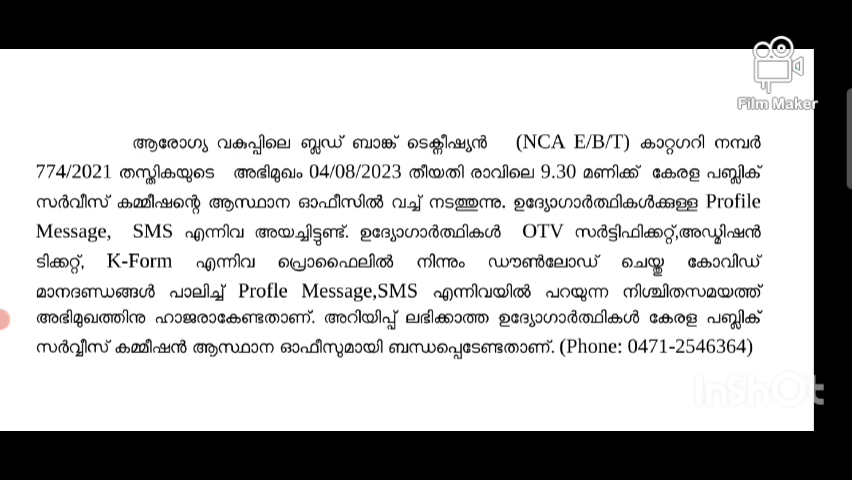 Film Maker
ആരോഗ്യ വകുപ്പിലെ ബ്ലഡ് ബാങ്ക് ടെക്നീഷ്യൻ (NCA E/B/T) കാറ്റഗറി നമ്പർ
774/2021 തസ്തികയുടെ അഭിമുഖം 04/08/2023 തീയതി രാവിലെ 9.30 മണിക്ക് കേരള പബ്ലിക്
സർവീസ് കമ്മീഷന്റെ ആസ്ഥാന ഓഫീസിൽ വച്ച് നടത്തുന്നു. ഉദ്യോഗാർത്ഥികൾക്കുള്ള Profile
Message, SMS എന്നിവ അയച്ചിട്ടുണ്ട്. ഉദ്യോഗാർത്ഥികൾ OTV സർട്ടിഫിക്കറ്റ്,അഡ്മിഷൻ
ടിക്കറ്റ്, K-Form എന്നിവ പ്രൊഫൈലിൽ നിന്നും ഡൗൺലോഡ് ചെയ്തു കോവിഡ്
മാനദണ്ഡങ്ങൾ പാലിച്ച് Profle Message,SMS എന്നിവയിൽ പറയുന്ന നിശ്ചിതസമയത്ത്
അഭിമുഖത്തിനു ഹാജരാകേണ്ടതാണ്. അറിയിപ്പ് ലഭിക്കാത്ത ഉദ്യോഗാർത്ഥികൾ കേരള പബ്ലിക്
സർവ്വീസ് കമ്മീഷൻ ആസ്ഥാന ഓഫീസുമായി ബന്ധപ്പെടേണ്ടതാണ്. (Phone: 0471-2546364)
InShOt